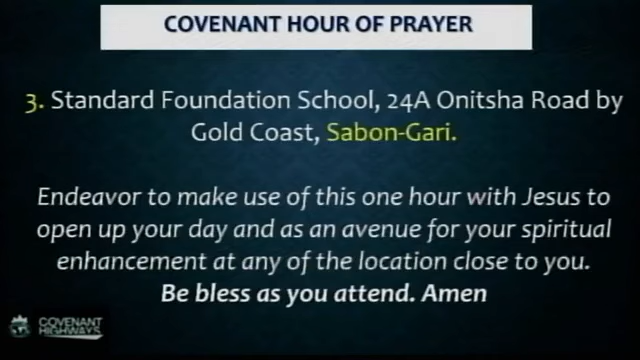 COVENANT HOUR OF PRAYER
3. Standard Foundation School, 24A Onitsha Road by
Gold Coast, Sabon-Gari.
Endeavor to make use of this one hour with Jesus to
open up your day and as an avenue for your spiritual
enhancement at any of the location close to you.
Be bless as you attend. Amen
COVENANT
HIGHWAYS